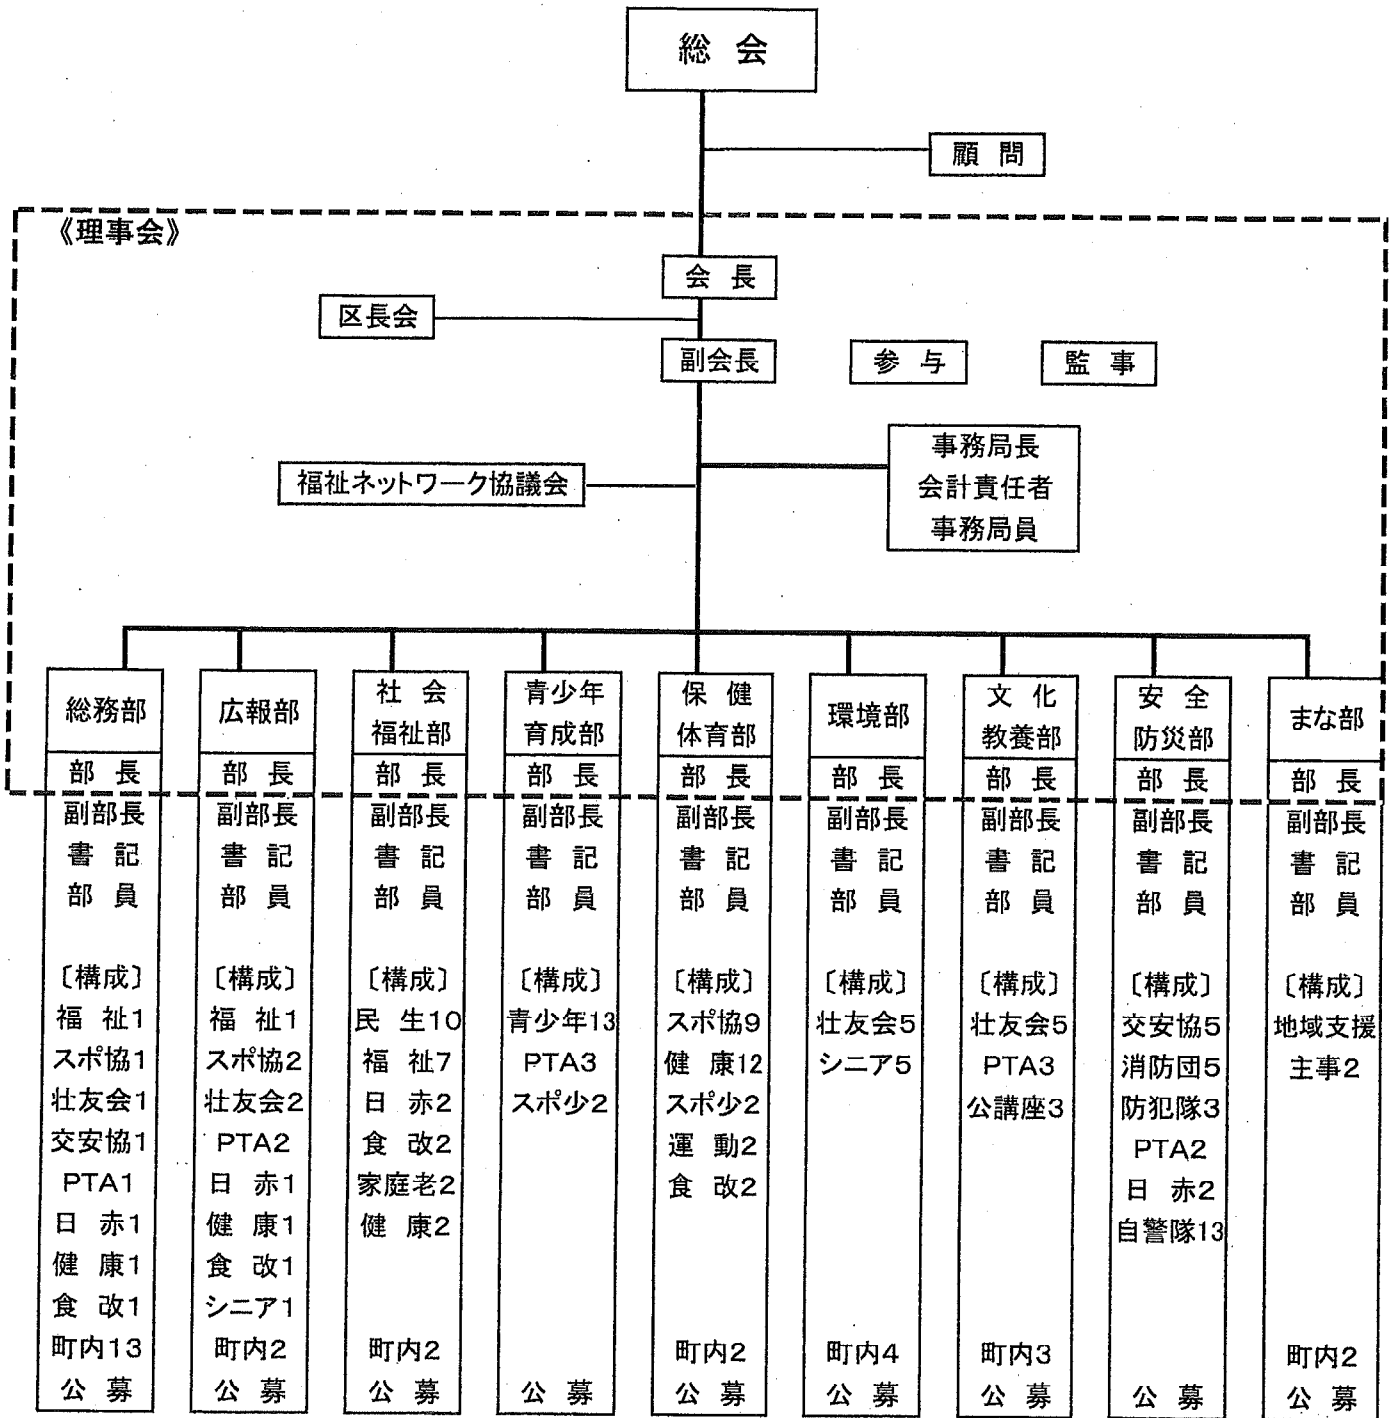 総 会
顧 問
《理事会》
会 長
区長会
副会長
参 与
監 事
福祉ネットワーク協議会
事務局長
会計責任者
事務局員
総務部
部 長
副部長
書 記
部 員
〔構成〕
福 祉1
スポ協1
壮友会1
交安協1
PTA1
日 赤1
健 康1
食 改1
町内13
公 募
広報部
部 長
副部長
書 記
部 員
〔構成〕
福 祉1
スポ協2
壮友会2
PTA2
日 赤1
健 康1
食 改1
シニア1
町内2
公 募
社 会
福祉部
部 長
副部長
書 記
部 員
〔構成〕
民 生10
福 祉7
日 赤2
食 改2
家庭老2
健 康2
町内2
公 募
青少年
育成部
部 長
副部長
書 記
部 員
〔構成〕
青少年13
PTA3
スポ少2
公 募
保 健
体育部
部 長
副部長
書 記
部 員
〔構成〕
スポ協9
健 康12
スポ少2
運 動2
食 改2
町内2
公 募
環境部
部 長
副部長
書 記
部 員
〔構成〕
壮友会5
シニア5
町内4
公 募
文 化
教養部
部 長
副部長
書 記
部 員
〔構成〕
壮友会5
PTA3
公講座3
町内3
公 募
安 全
防災部
部 長
副部長
書 記
部 員
〔構成〕
交安協5
消防団5
防犯隊3
PTA2
日 赤2
自警隊13
公 募
まな部
部 長
副部長
書 記
部 員
〔構成〕
地域支援
主事2
町内2
公 募